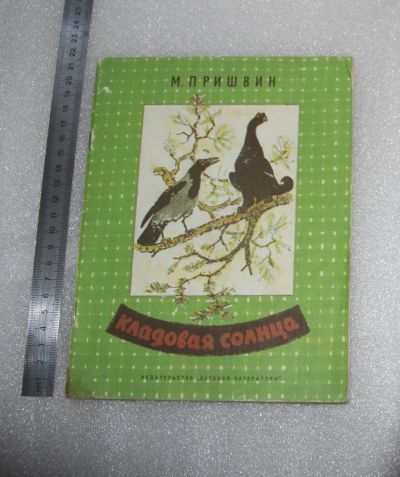 М. ПРИШВИН
кладовая солнца
ИЗДАТЕЛЬСТВО „ДЕТСКАЯ ЛИТЕРАТУРА"